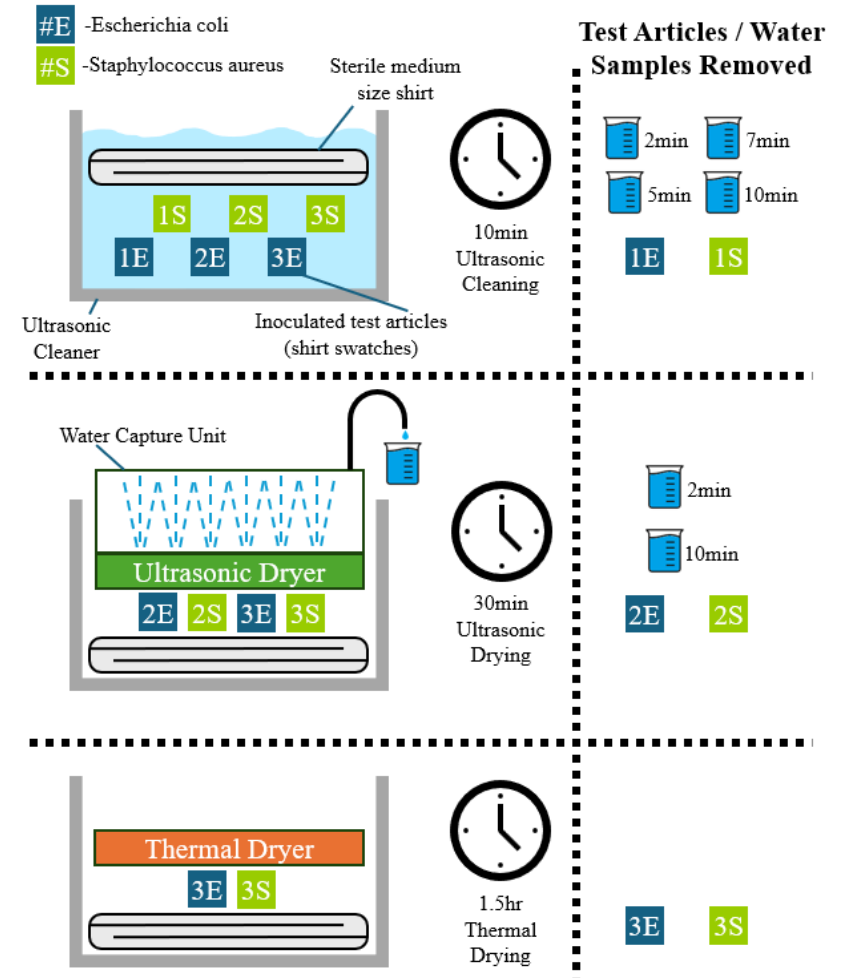 #E -Escherichia coli
#S -Staphylococcus aureus
Test Articles / Water
Samples Removed
Sterile medium
size shirt
1S 2S 3S
1E 2E 3E
Ultrasonic
Cleaner
Inoculated test articles
(shirt swatches)
10min
Ultrasonic
Cleaning
2min 7min
5min 10min
1E 1S
Water Capture Unit
Ultrasonic Dryer
2E 2S 3E 3S
30min
Ultrasonic
Drying
2min
10min
2E 2S
Thermal Dryer
3E 3S
1.5hr
Thermal
Drying
3E 3S